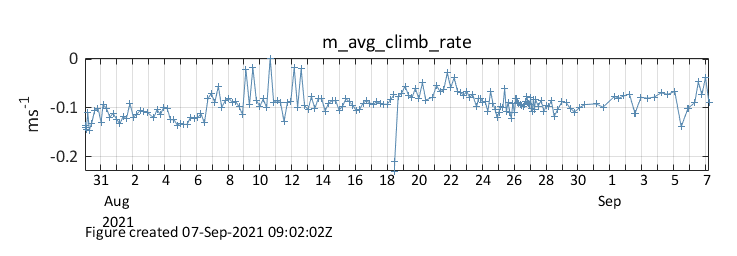 m_avg_climb_rate
0
-0.1
-0.2
ms-1
31 2 4 6 8 10 12 14 16 18 20 22 24 26 28 30 1 3 5 7
Aug Sep
2021
Figure created 07-Sep-2021 09:02:02Z